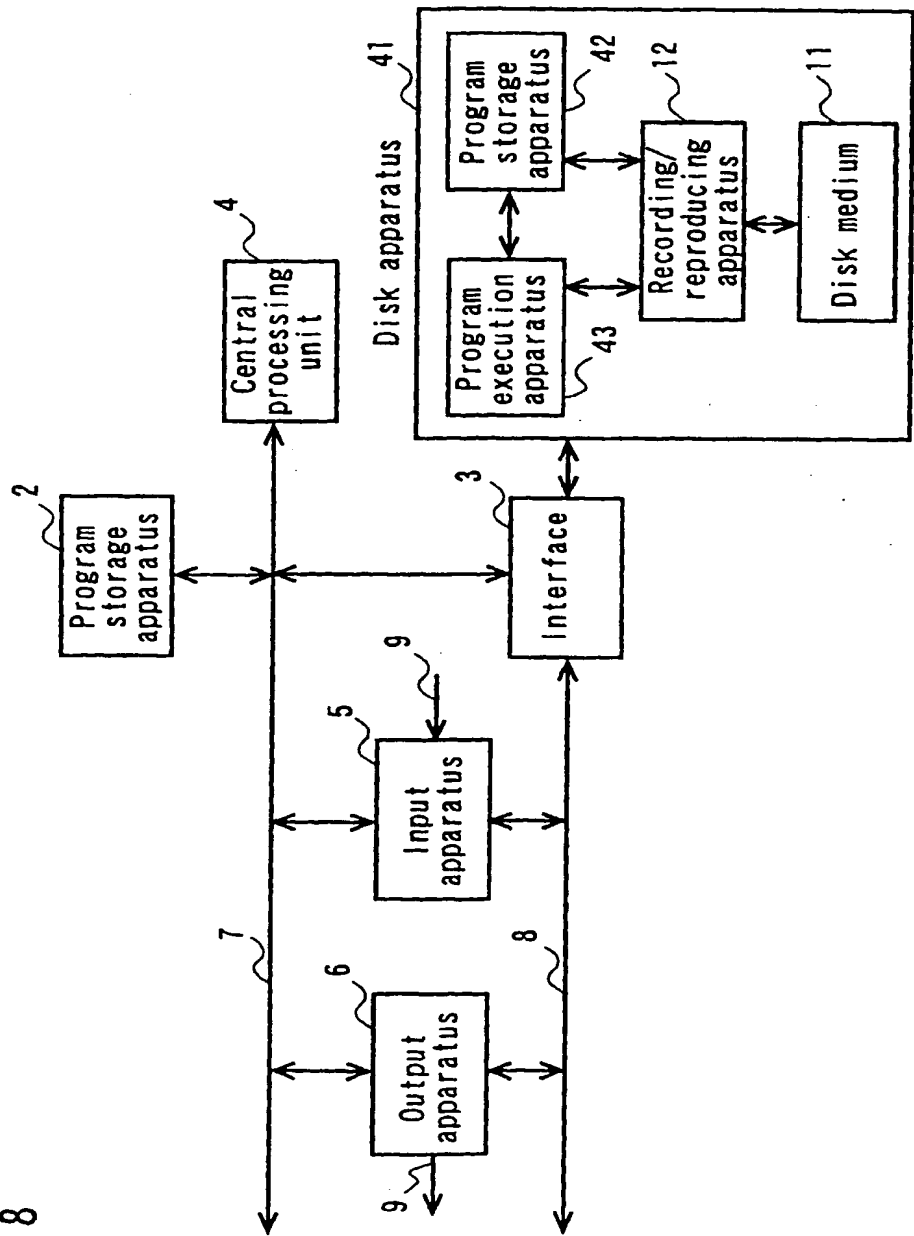 8
2
Program
storage
apparatus
4
Central
processing
unit
7
6
Output
apparatus
9
5
Input
apparatus
9
3
Interface
8
Disk apparatus
41
Program
execution
apparatus
43
Program
storage
apparatus
42
Recording/
reproducing
apparatus
12
Disk medium
11